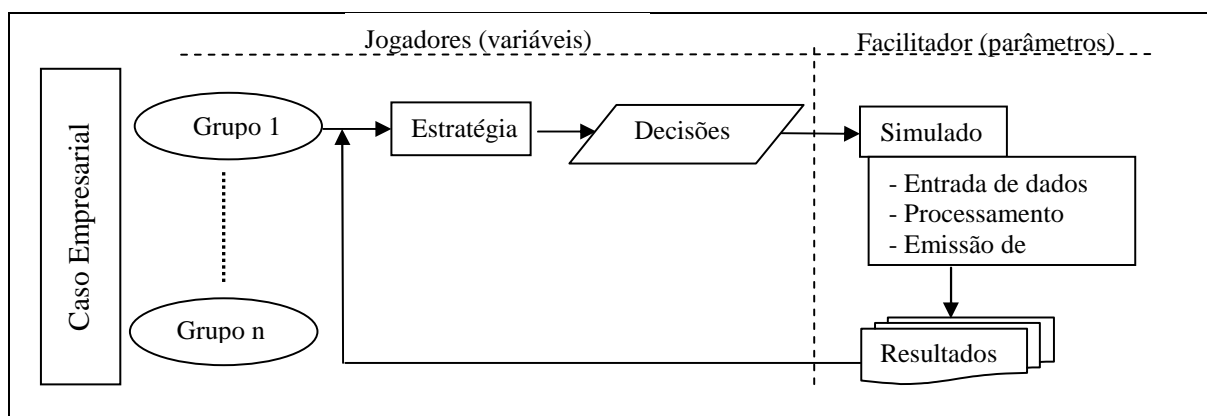 Jogadores (variáveis)
Facilitador (parâmetros)
Caso Empresarial
Grupo 1
Estratégia
Decisões
Simulado
- Entrada de dados
- Processamento
- Emissão de
Grupo n
Resultados